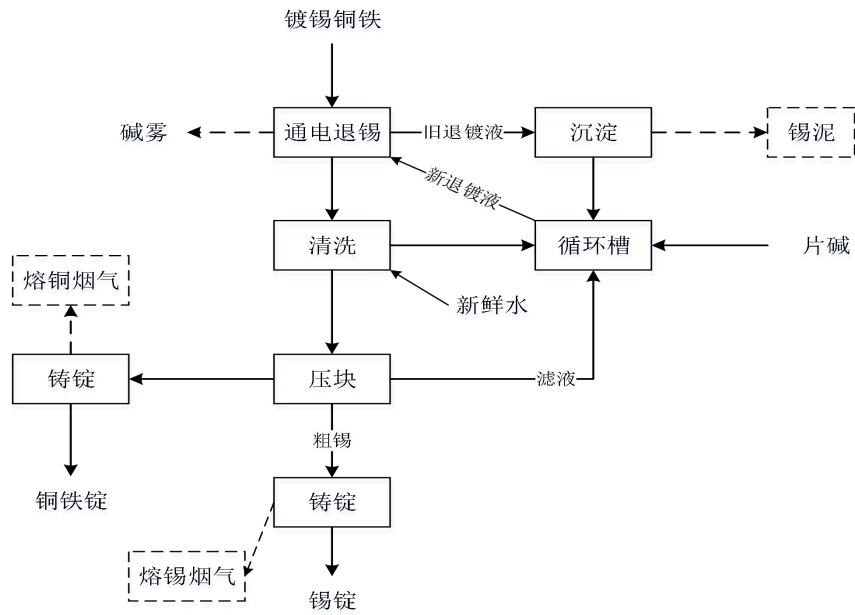 镀锡铜铁
碱雾
通电退锡
旧退镀液
沉淀
锡泥
新退镀液
清洗
循环槽
片碱
熔铜烟气
新鲜水
铸锭
压块
滤液
粗锡
铜铁锭
铸锭
熔锡烟气
锡锭